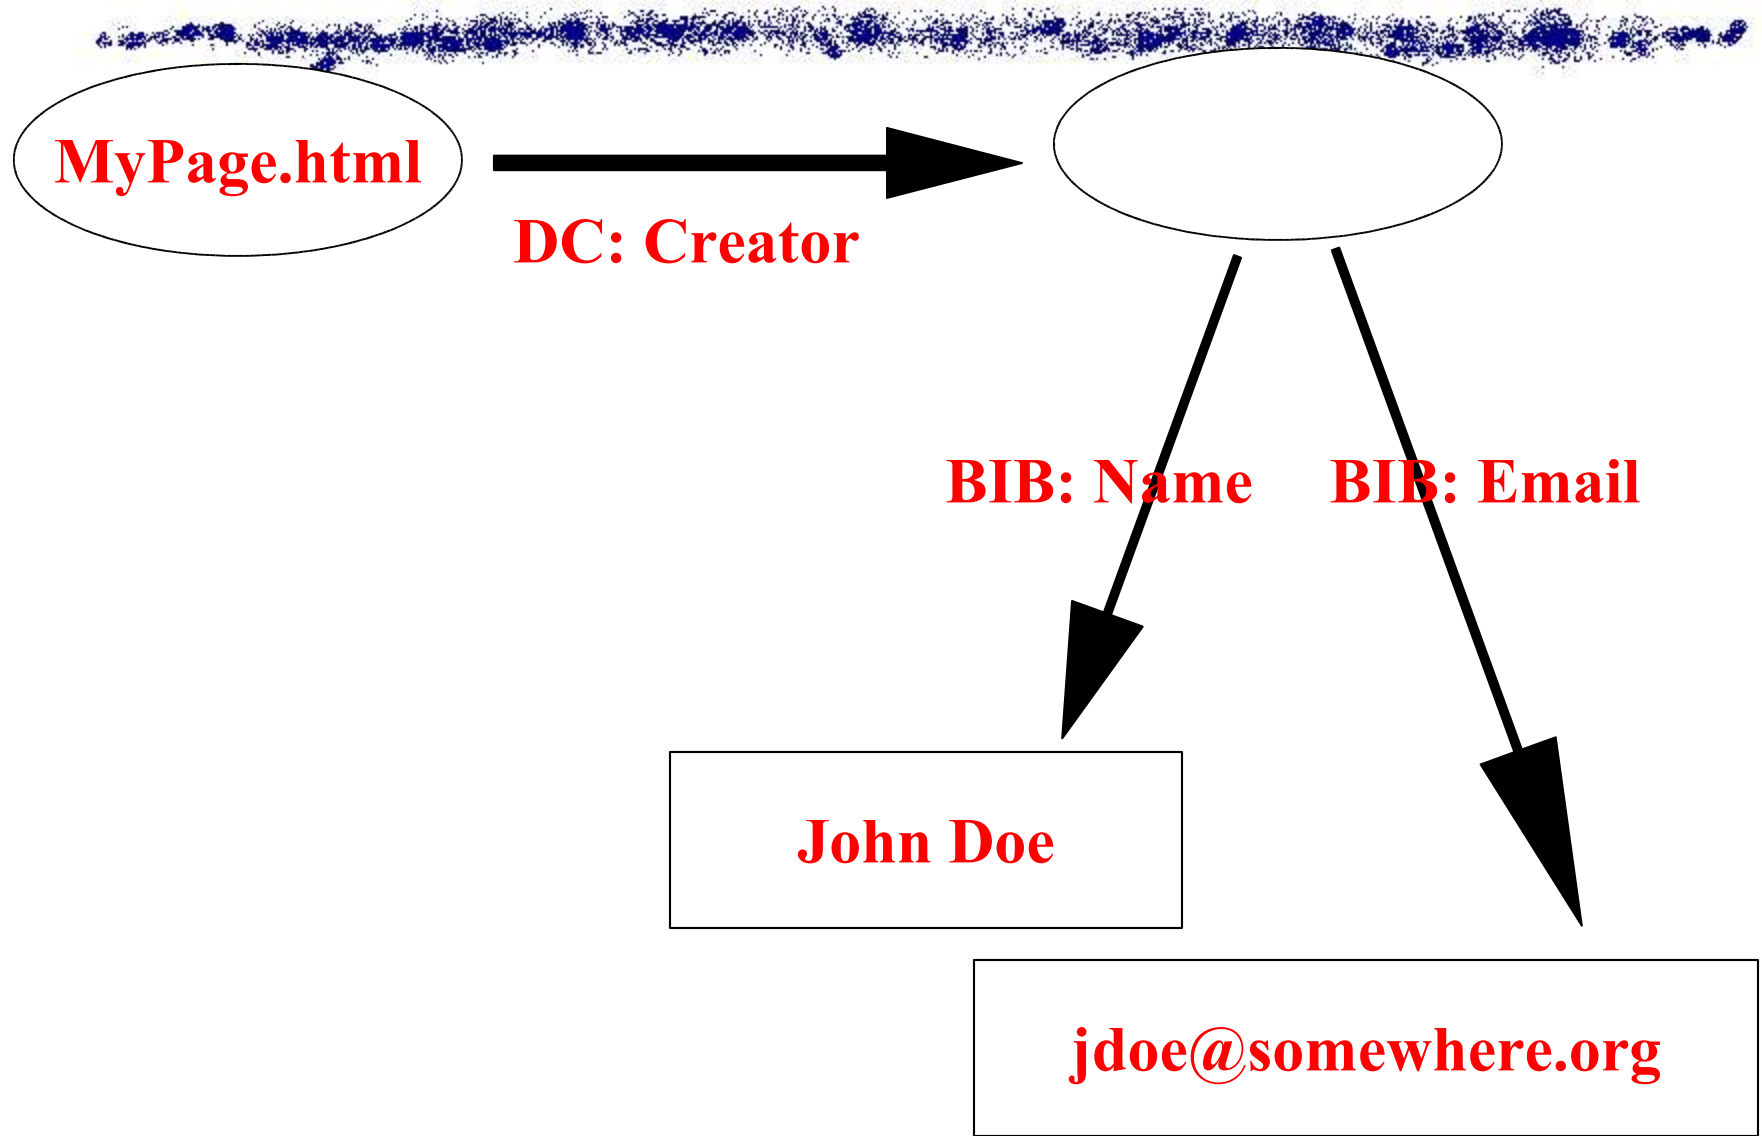 MyPage.html
DC: Creator
BIB: Name
BIB: Email
John Doe
jdoe@somewhere.org